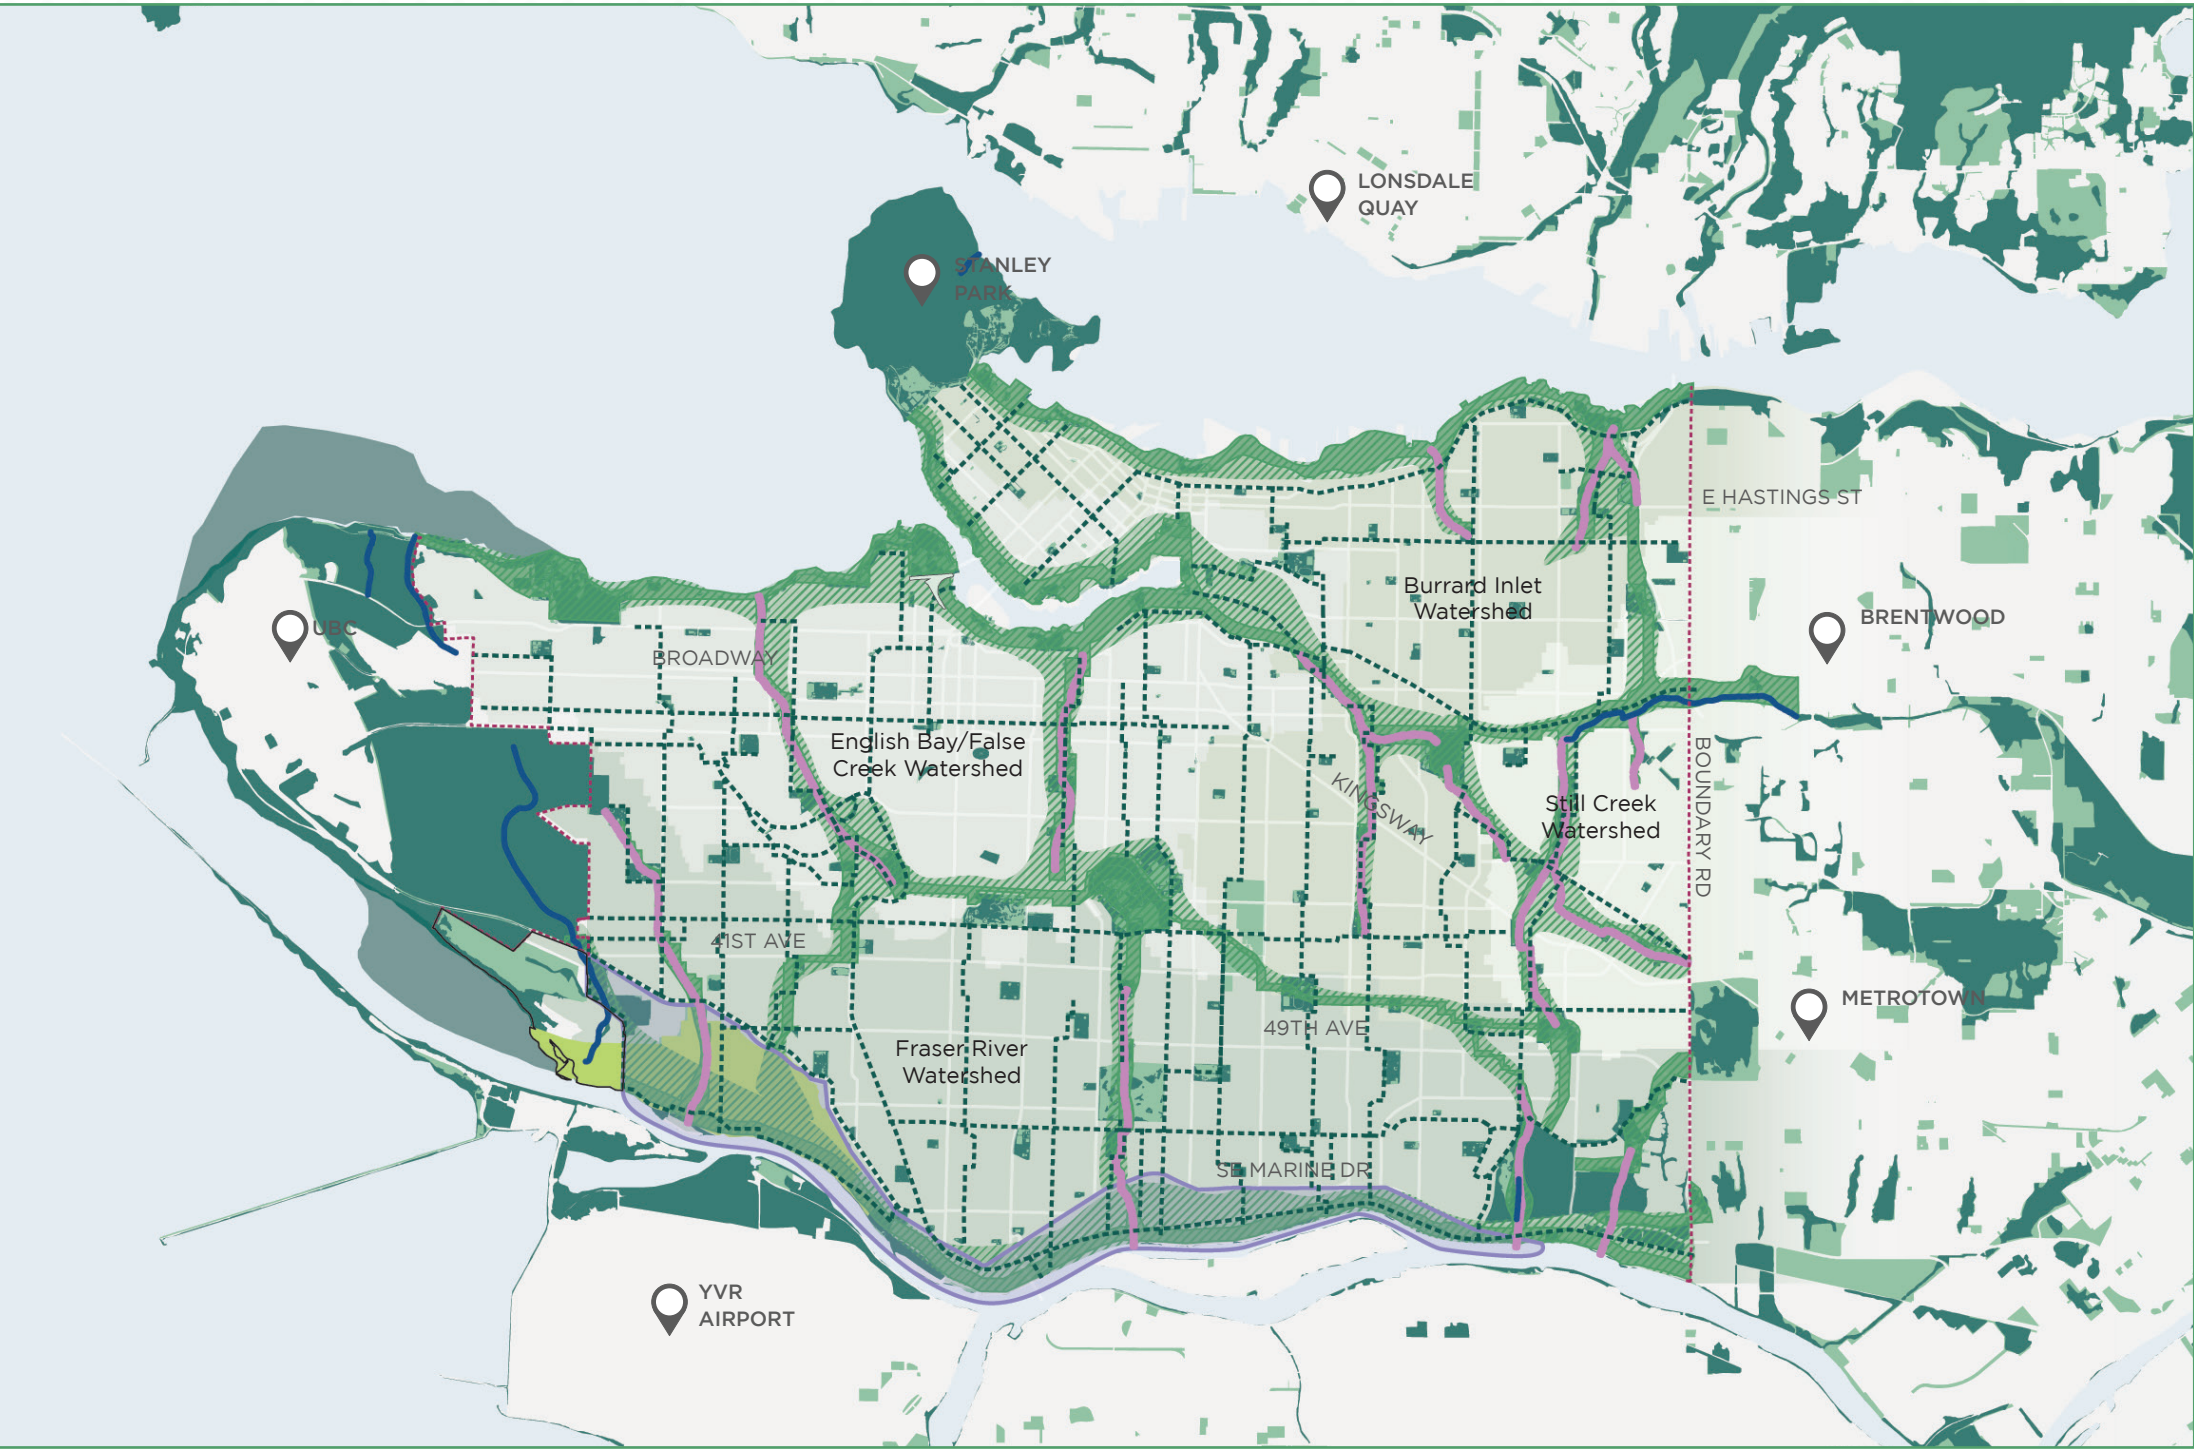 LONSDALE
QUAY
STANLEY
PARK
E HASTINGS ST
Burrard Inlet
Watershed
UBC
BRENTWOOD
BROADWAY
English Bay/False
Creek Watershed
KINGSWAY
BOUNDARY RD
Still Creek
Watershed
41ST AVE
METROTOWN
49TH AVE
Fraser River
Watershed
SE MARINE DR
YVR
AIRPORT